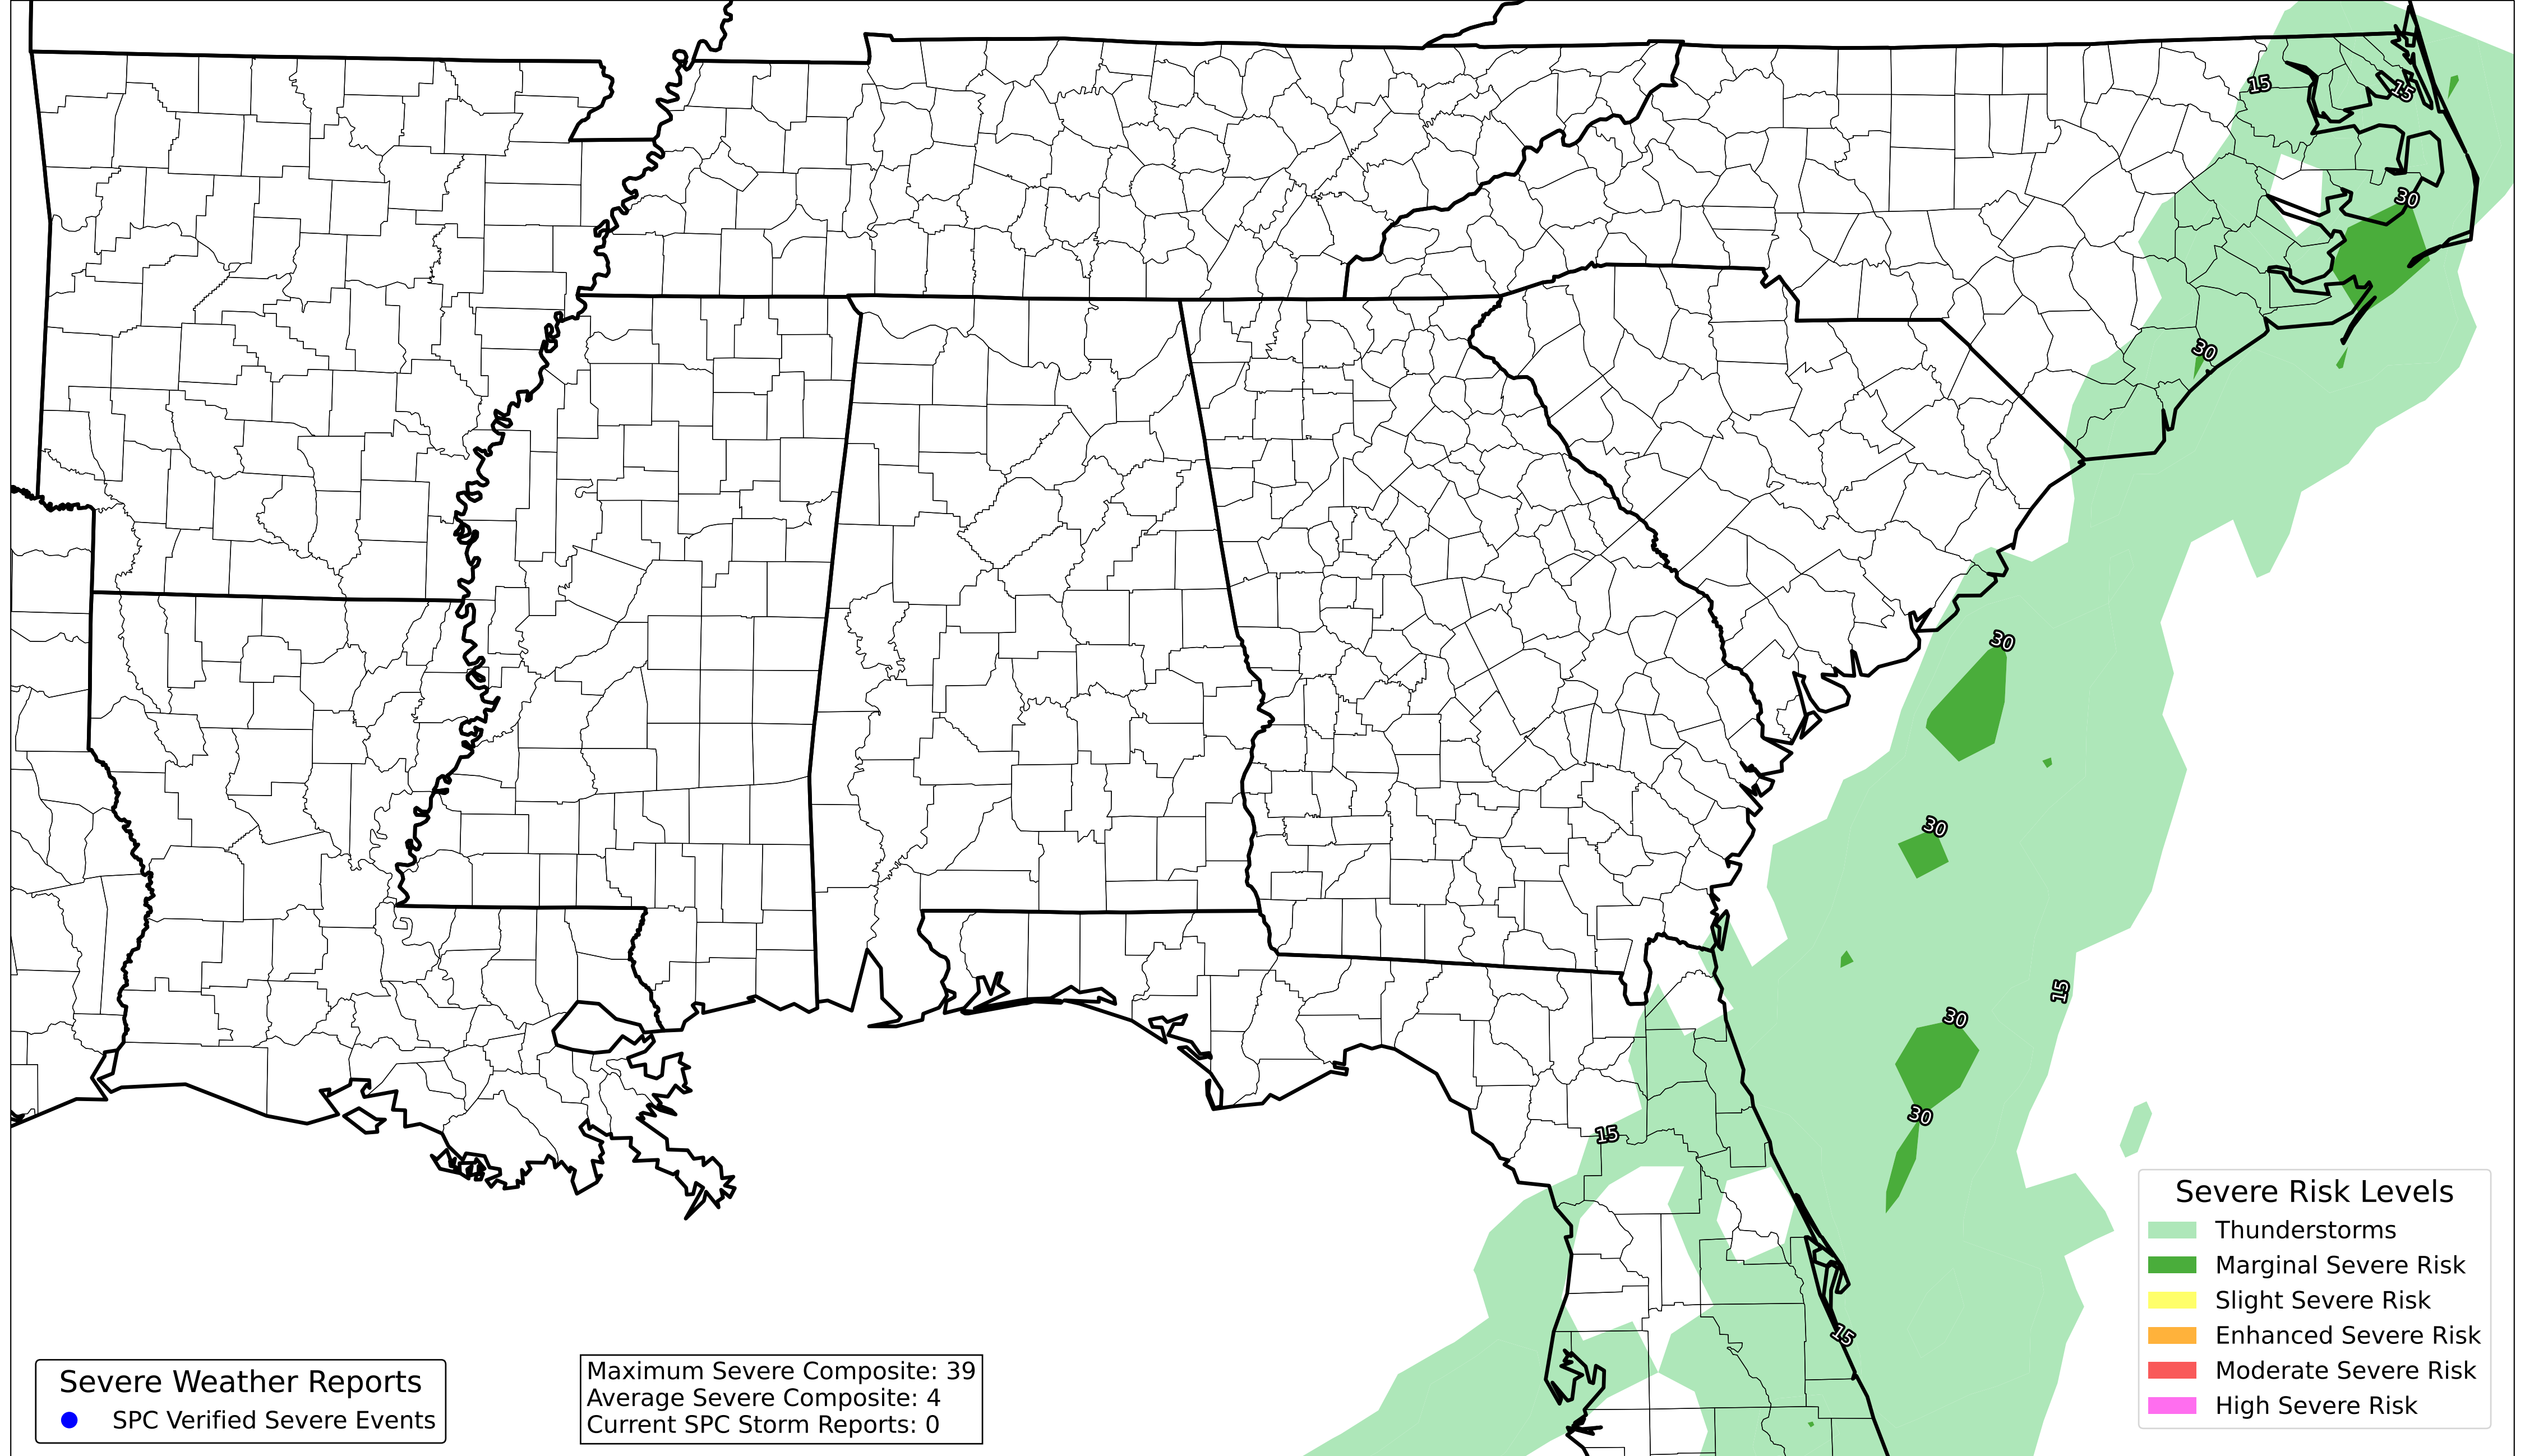 15
15
30
30
30
30
15
30
30
15
15
Severe Risk Levels
Thunderstorms
Marginal Severe Risk
Slight Severe Risk
Enhanced Severe Risk
Moderate Severe Risk
High Severe Risk
Severe Weather Reports
SPC Verified Severe Events
Maximum Severe Composite: 39
Average Severe Composite: 4
Current SPC Storm Reports: 0